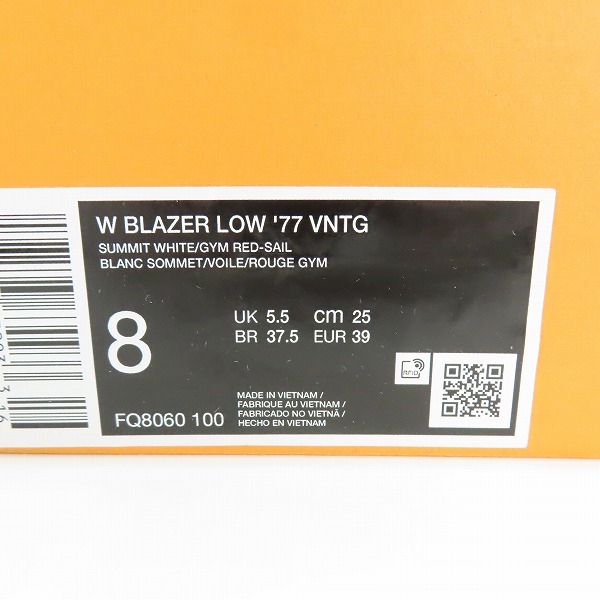 W BLAZER LOW '77 VNTG
SUMMIT WHITE/GYM RED-SAIL
BLANC SOMMET/VOILE/ROUGE GYM
8
UK 5.5 cm 25
BR 37.5 EUR 39
RFID
FQ8060 100
MADE IN VIETNAM /
FABRIQUE AU VIETNAM /
FABRICADO NO VIETNÃ /
HECHO EN VIETNAM